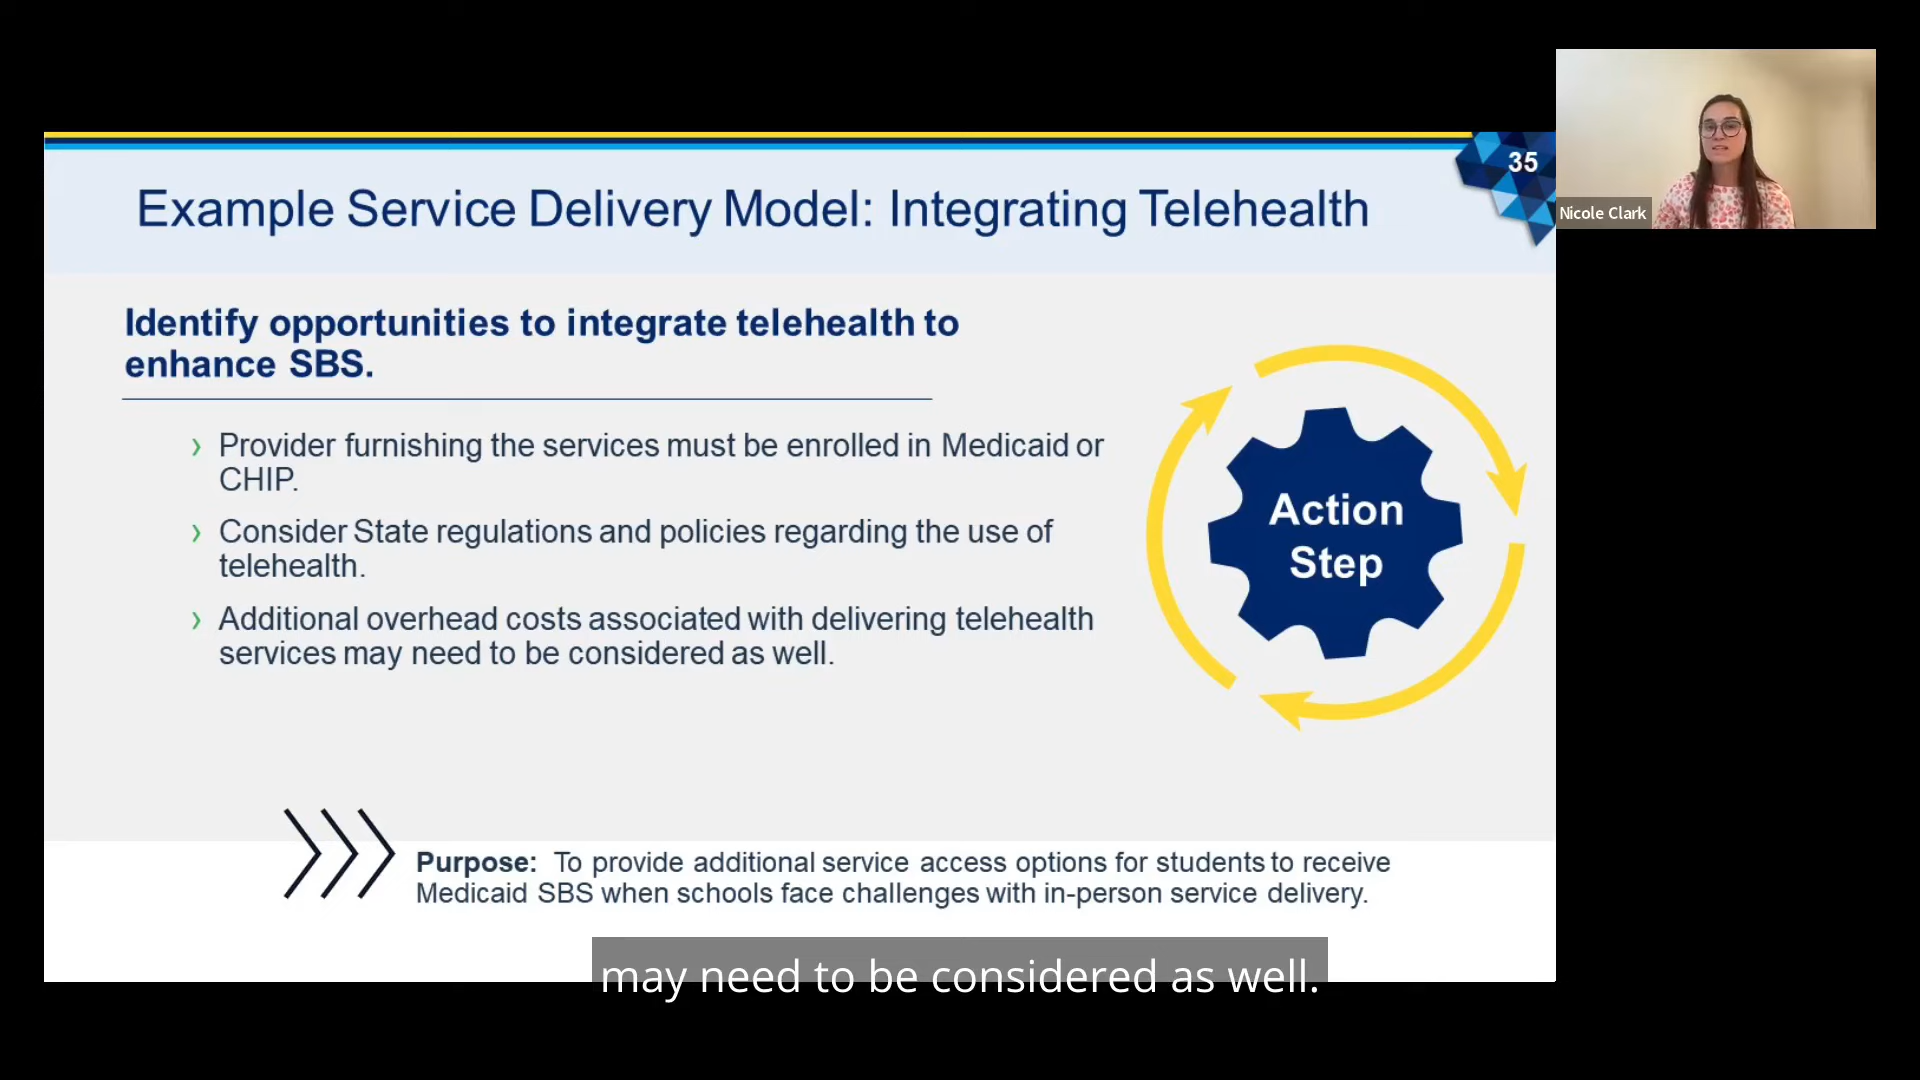 35
Example Service Delivery Model: Integrating Telehealth
Nicole Clark
Identify opportunities to integrate telehealth to
enhance SBS.
› Provider furnishing the services must be enrolled in Medicaid or
CHIP.
› Consider State regulations and policies regarding the use of
telehealth.
› Additional overhead costs associated with delivering telehealth
services may need to be considered as well.
Action
Step
Purpose: To provide additional service access options for students to receive
Medicaid SBS when schools face challenges with in-person service delivery.
may need to be considered as well.